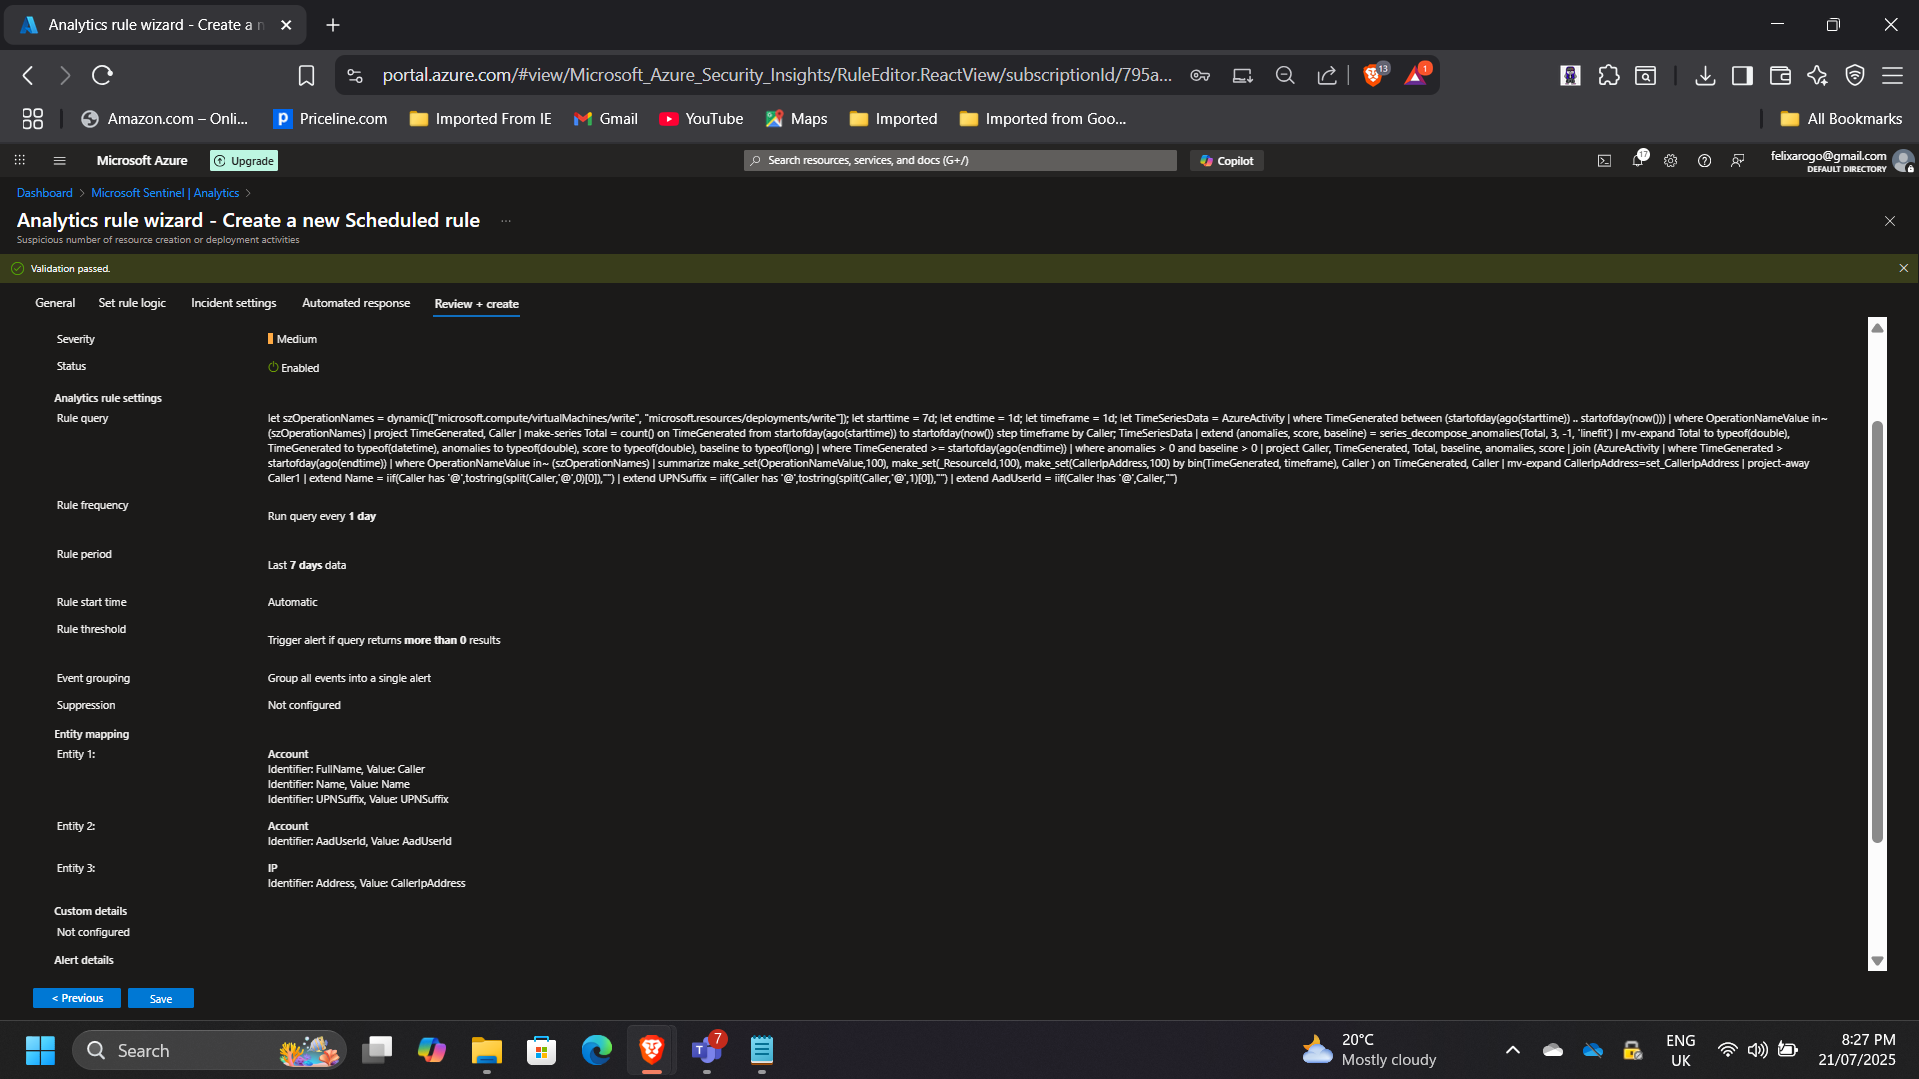 Analytics rule wizard - Create a n
portal.azure.com/#view/Microsoft_Azure_Security_Insights/RuleEditor.ReactView/subscriptionId/795a...
13
1
Amazon.com – Onli...
Priceline.com
Imported From IE
Gmail
YouTube
Maps
Imported
Imported from Goo...
All Bookmarks
Microsoft Azure
Upgrade
Search resources, services, and docs (G+/)
Copilot
17
felixarogo@gmail.com
DEFAULT DIRECTORY
Dashboard > Microsoft Sentinel | Analytics >
Analytics rule wizard - Create a new Scheduled rule ...
Suspicious number of resource creation or deployment activities
Validation passed.
General
Set rule logic
Incident settings
Automated response
Review + create
Severity
Medium
Status
Enabled
Analytics rule settings
Rule query
let szOperationNames = dynamic(["microsoft.compute/virtualMachines/write", "microsoft.resources/deployments/write"]); let starttime = 7d; let endtime = 1d; let timeframe = 1d; let TimeSeriesData = AzureActivity | where TimeGenerated between (startofday(ago(starttime)) .. startofday(now())) | where OperationNameValue in~
(szOperationNames) | project TimeGenerated, Caller | make-series Total = count() on TimeGenerated from startofday(ago(starttime)) to startofday(now()) step timeframe by Caller; TimeSeriesData | extend (anomalies, score, baseline) = series_decompose_anomalies(Total, 3, -1, 'linefit') | mv-expand Total to typeof(double),
TimeGenerated to typeof(datetime), anomalies to typeof(double), score to typeof(double), baseline to typeof(long) | where TimeGenerated >= startofday(ago(endtime)) | where anomalies > 0 and baseline > 0 | project Caller, TimeGenerated, Total, baseline, anomalies, score | join (AzureActivity | where TimeGenerated >
startofday(ago(endtime)) | where OperationNameValue in~ (szOperationNames) | summarize make_set(OperationNameValue,100), make_set(_ResourceId,100), make_set(CallerIpAddress,100) by bin(TimeGenerated, timeframe), Caller ) on TimeGenerated, Caller | mv-expand CallerIpAddress=set_CallerIpAddress | project-away
Caller1 | extend Name = iif(Caller has '@',tostring(split(Caller,'@',0)[0]),"") | extend UPNSuffix = iif(Caller has '@',tostring(split(Caller,'@',1)[0]),"") | extend AadUserId = iif(Caller !has '@',Caller,"")
Rule frequency
Run query every 1 day
Rule period
Last 7 days data
Rule start time
Automatic
Rule threshold
Trigger alert if query returns more than 0 results
Event grouping
Group all events into a single alert
Suppression
Not configured
Entity mapping
Entity 1:
Account
Identifier: FullName, Value: Caller
Identifier: Name, Value: Name
Identifier: UPNSuffix, Value: UPNSuffix
Entity 2:
Account
Identifier: AadUserId, Value: AadUserId
Entity 3:
IP
Identifier: Address, Value: CallerIpAddress
Custom details
Not configured
Alert details
< Previous
Save
Search
7
20°C
Mostly cloudy
ENG
UK
8:27 PM
21/07/2025